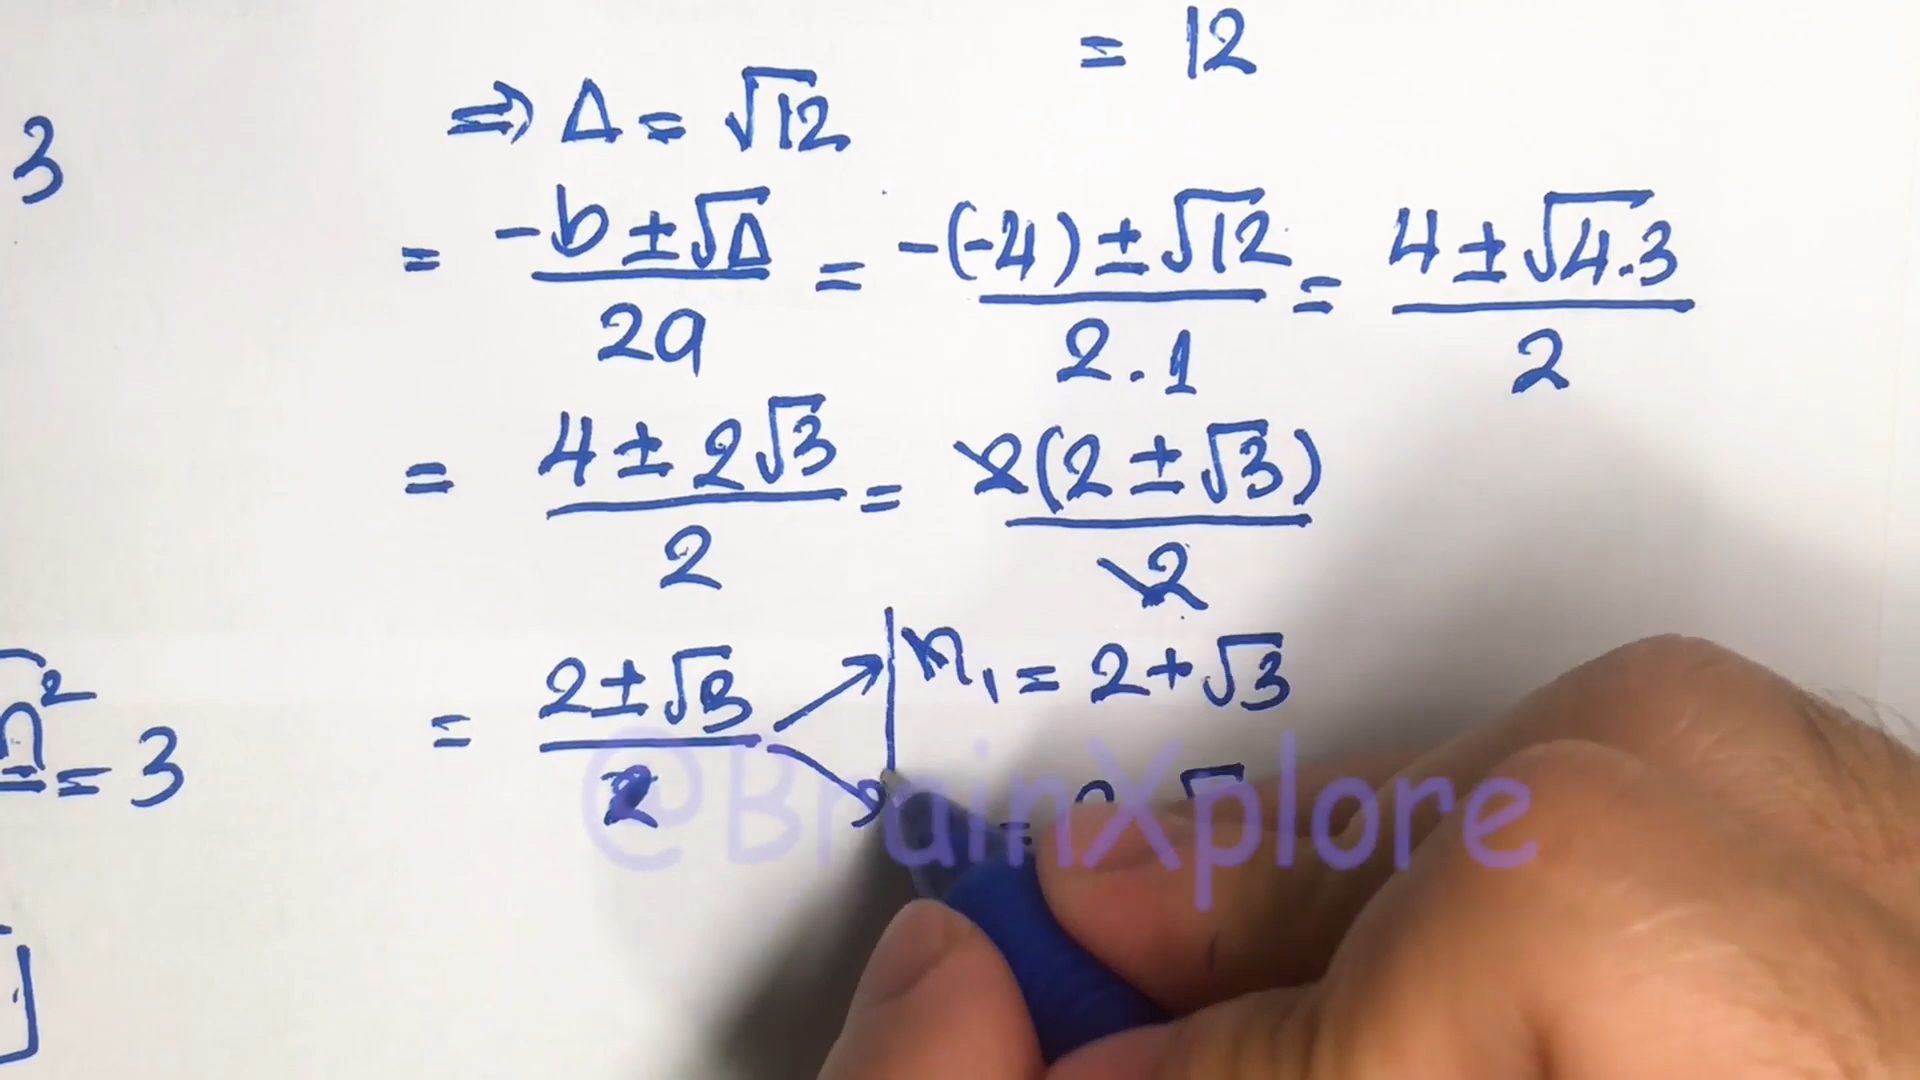 = 12
⇒ Δ = √12
3
= (-b ± √Δ)/(2a) = (-(-4) ± √12)/(2.1) = (4 ± √(4.3))/2
= (4 ± 2√3)/2 = 2(2 ± √3)/2
= (2 ± √3)/2
n₁ = 2 + √3
= 3
@BrainXplore